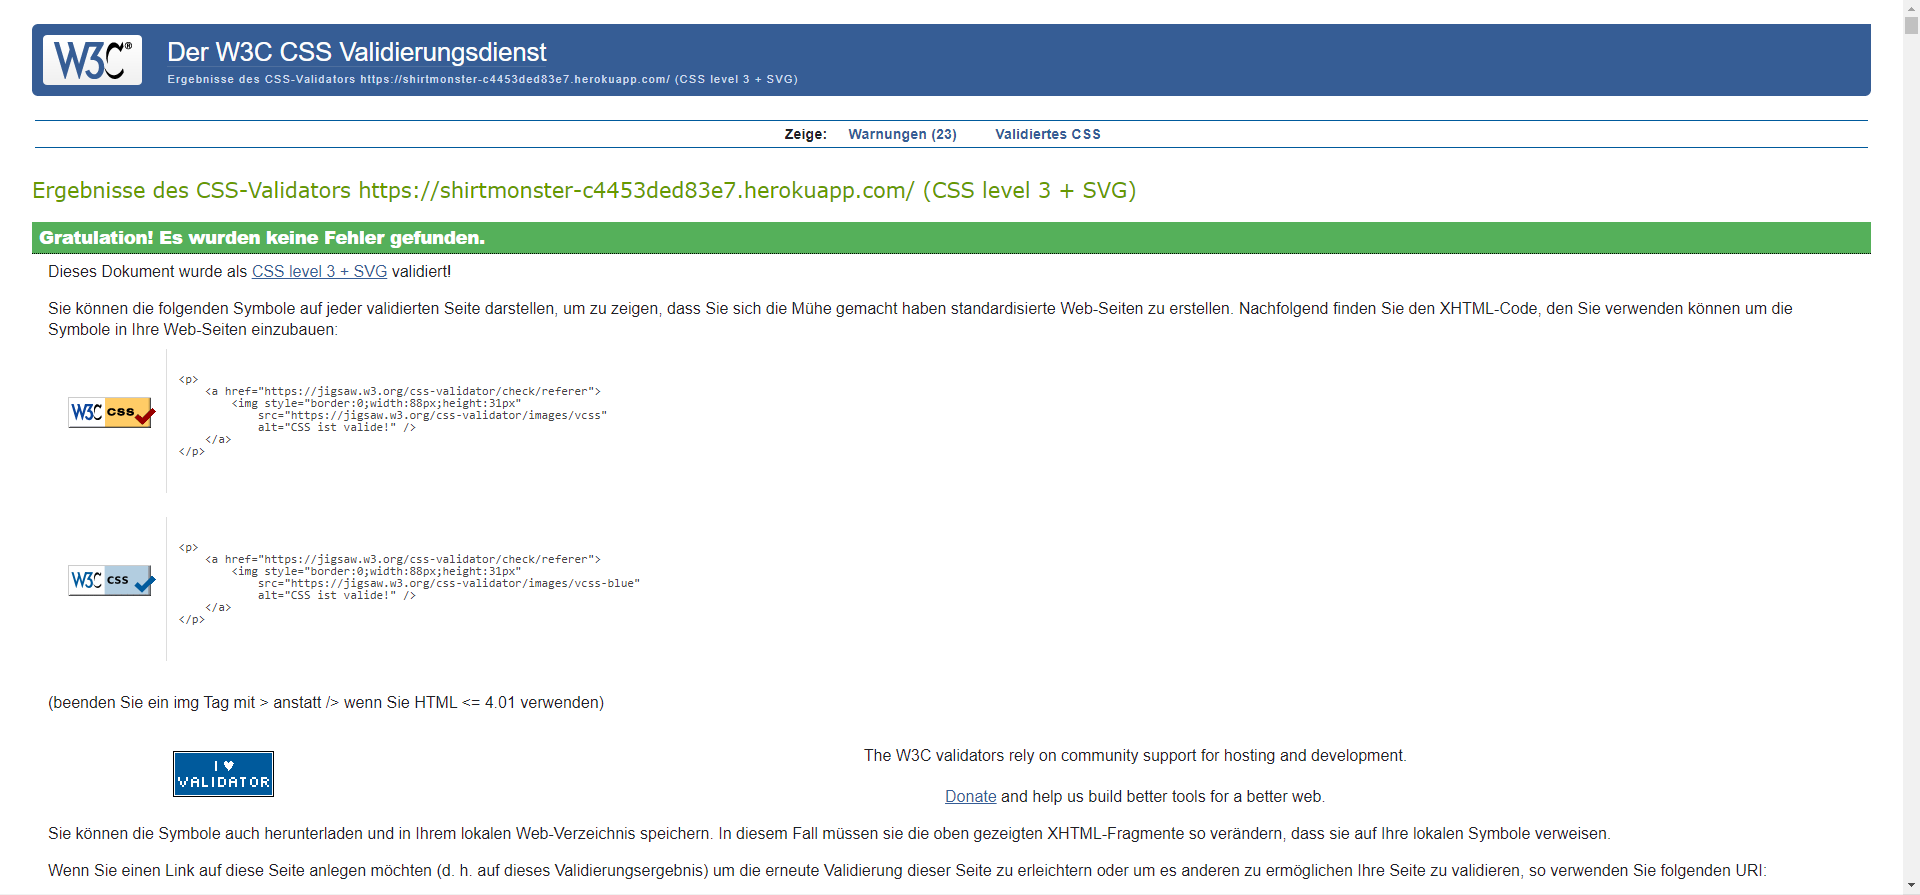 W3C® Der W3C CSS Validierungsdienst
Ergebnisse des CSS-Validators https://shirtmonster-c4453ded83e7.herokuapp.com/ (CSS level 3 + SVG)
Zeige: Warnungen (23) Validiertes CSS
Ergebnisse des CSS-Validators https://shirtmonster-c4453ded83e7.herokuapp.com/ (CSS level 3 + SVG)
Gratulation! Es wurden keine Fehler gefunden.
Dieses Dokument wurde als CSS level 3 + SVG validiert!
Sie können die folgenden Symbole auf jeder validierten Seite darstellen, um zu zeigen, dass Sie sich die Mühe gemacht haben standardisierte Web-Seiten zu erstellen. Nachfolgend finden Sie den XHTML-Code, den Sie verwenden können um die
Symbole in Ihre Web-Seiten einzubauen:
W3C css
<p>
<a href="https://jigsaw.w3.org/css-validator/check/referer">
<img style="border:0;width:88px;height:31px"
src="https://jigsaw.w3.org/css-validator/images/vcss"
alt="CSS ist valide!" />
</a>
</p>
W3C css
<p>
<a href="https://jigsaw.w3.org/css-validator/check/referer">
<img style="border:0;width:88px;height:31px"
src="https://jigsaw.w3.org/css-validator/images/vcss-blue"
alt="CSS ist valide!" />
</a>
</p>
(beenden Sie ein img Tag mit > anstatt /> wenn Sie HTML <= 4.01 verwenden)
I ♥
VALIDATOR
The W3C validators rely on community support for hosting and development.
Donate and help us build better tools for a better web.
Sie können die Symbole auch herunterladen und in Ihrem lokalen Web-Verzeichnis speichern. In diesem Fall müssen sie die oben gezeigten XHTML-Fragmente so verändern, dass sie auf Ihre lokalen Symbole verweisen.
Wenn Sie einen Link auf diese Seite anlegen möchten (d. h. auf dieses Validierungsergebnis) um die erneute Validierung dieser Seite zu erleichtern oder um es anderen zu ermöglichen Ihre Seite zu validieren, so verwenden Sie folgenden URI: